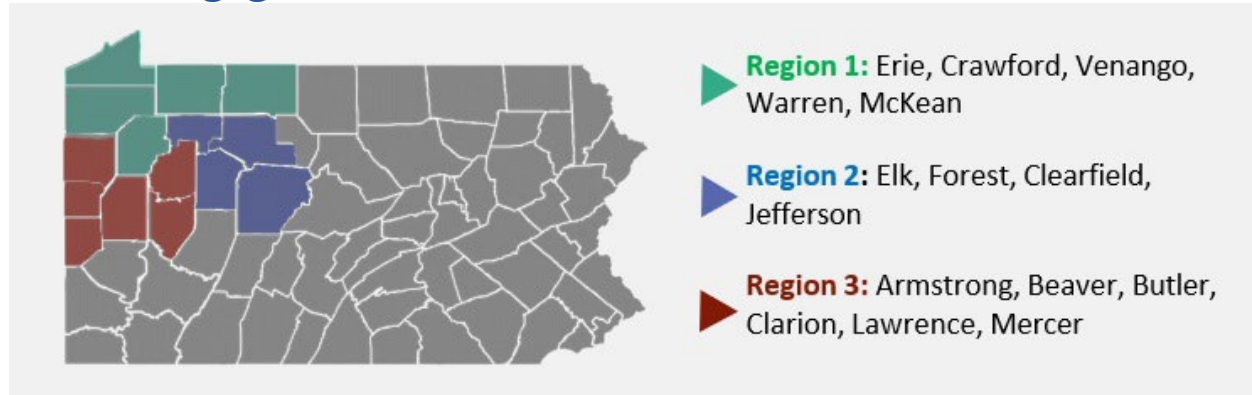 Region 1: Erie, Crawford, Venango,
Warren, McKean
Region 2: Elk, Forest, Clearfield,
Jefferson
Region 3: Armstrong, Beaver, Butler,
Clarion, Lawrence, Mercer